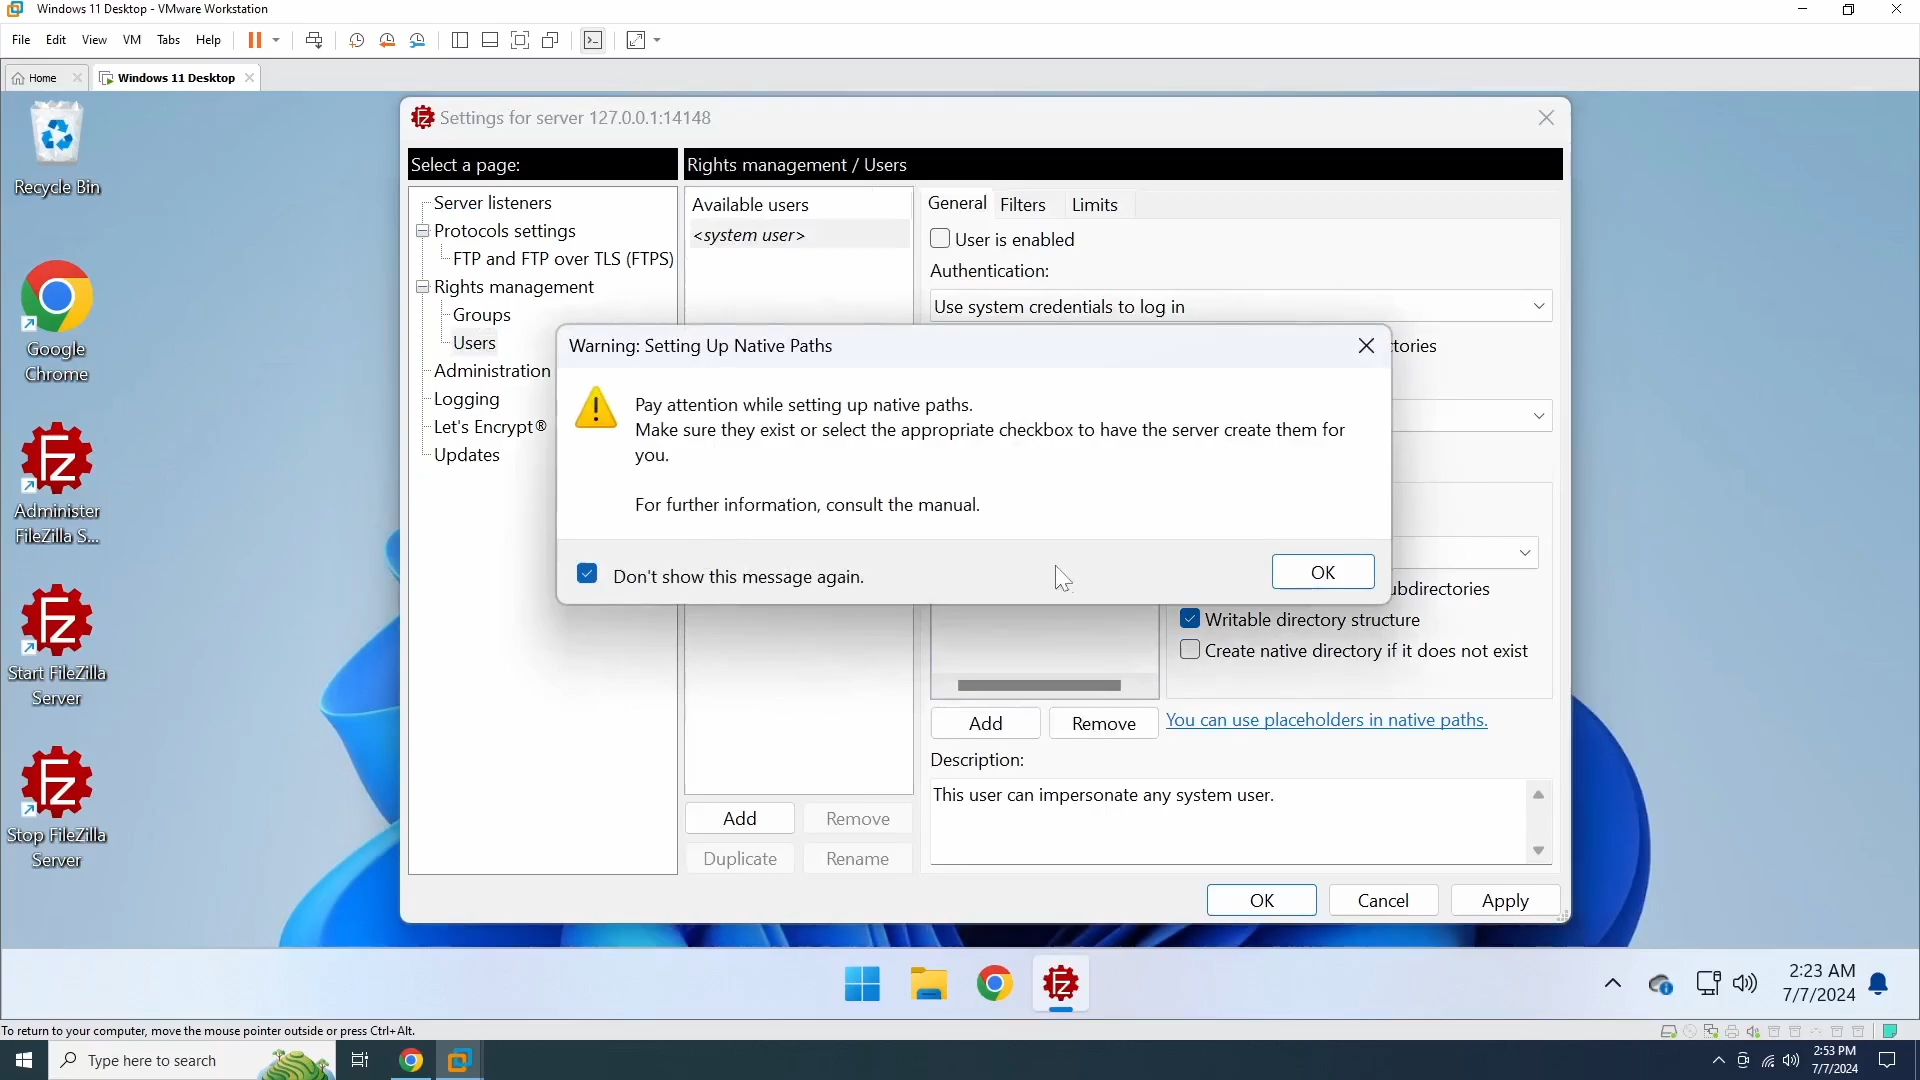 Windows 11 Desktop - VMware Workstation
File Edit View VM Tabs Help
Home
Windows 11 Desktop
Recycle Bin
Google
Chrome
Administer
FileZilla S...
Start FileZilla
Server
Stop FileZilla
Server
Settings for server 127.0.0.1:14148
Select a page:
Server listeners
Protocols settings
FTP and FTP over TLS (FTPS)
Rights management
Groups
Users
Administration
Logging
Let's Encrypt®
Updates
Rights management / Users
Available users
<system user>
Add
Remove
Duplicate
Rename
General Filters Limits
User is enabled
Authentication:
Use system credentials to log in
Warning: Setting Up Native Paths
Pay attention while setting up native paths.
Make sure they exist or select the appropriate checkbox to have the server create them for
you.
For further information, consult the manual.
Don't show this message again.
OK
Writable directory structure
Create native directory if it does not exist
Add
Remove
You can use placeholders in native paths.
Description:
This user can impersonate any system user.
OK
Cancel
Apply
2:23 AM
7/7/2024
To return to your computer, move the mouse pointer outside or press Ctrl+Alt.
Type here to search
2:53 PM
7/7/2024